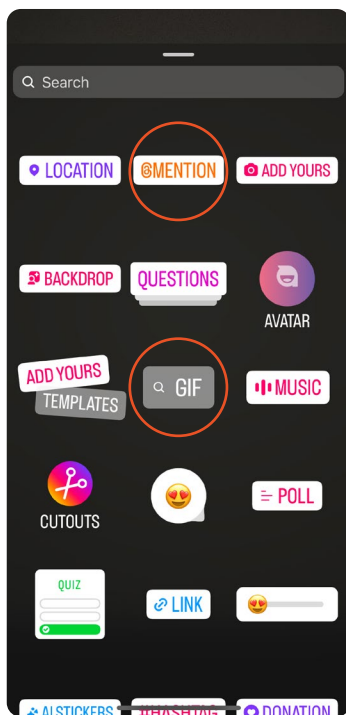 Search
LOCATION
@MENTION
ADD YOURS
BACKDROP
QUESTIONS
AVATAR
ADD YOURS
TEMPLATES
GIF
MUSIC
CUTOUTS
POLL
QUIZ
LINK
AI STICKERS
#HASHTAG
DONATION